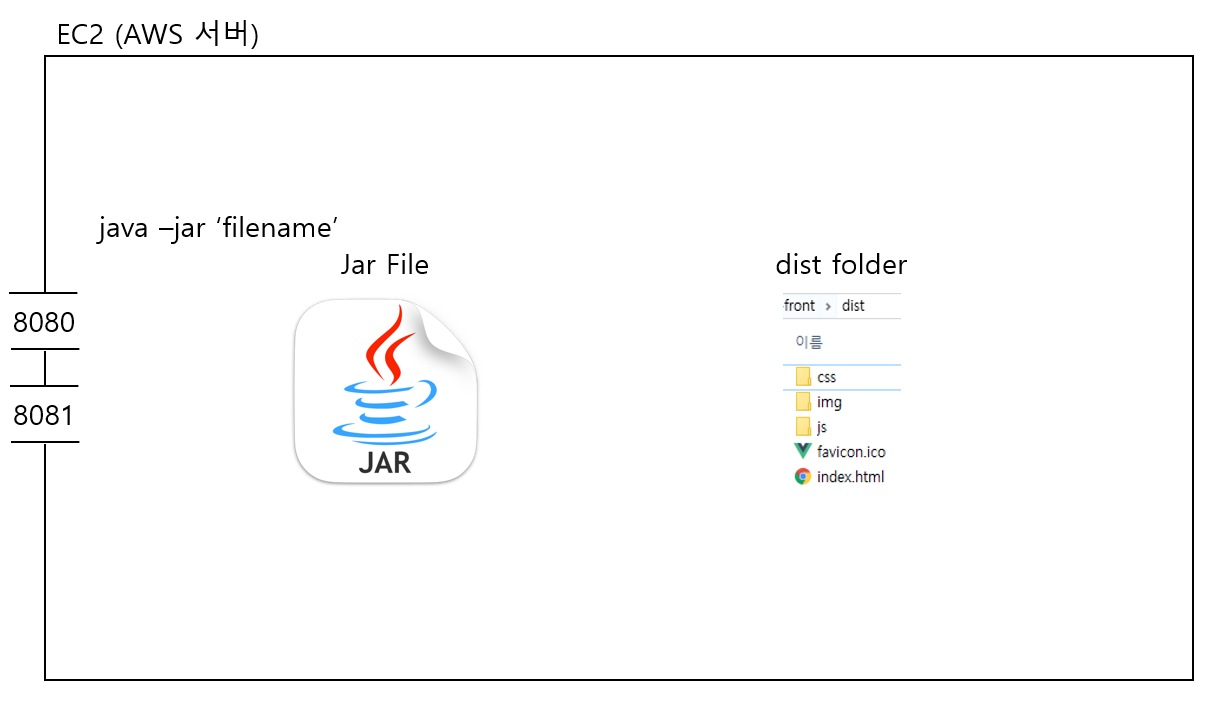 EC2 (AWS 서버)
java –jar ‘filename’
Jar File
dist folder
8080
8081
JAR
front › dist
이름
css
img
js
favicon.ico
index.html